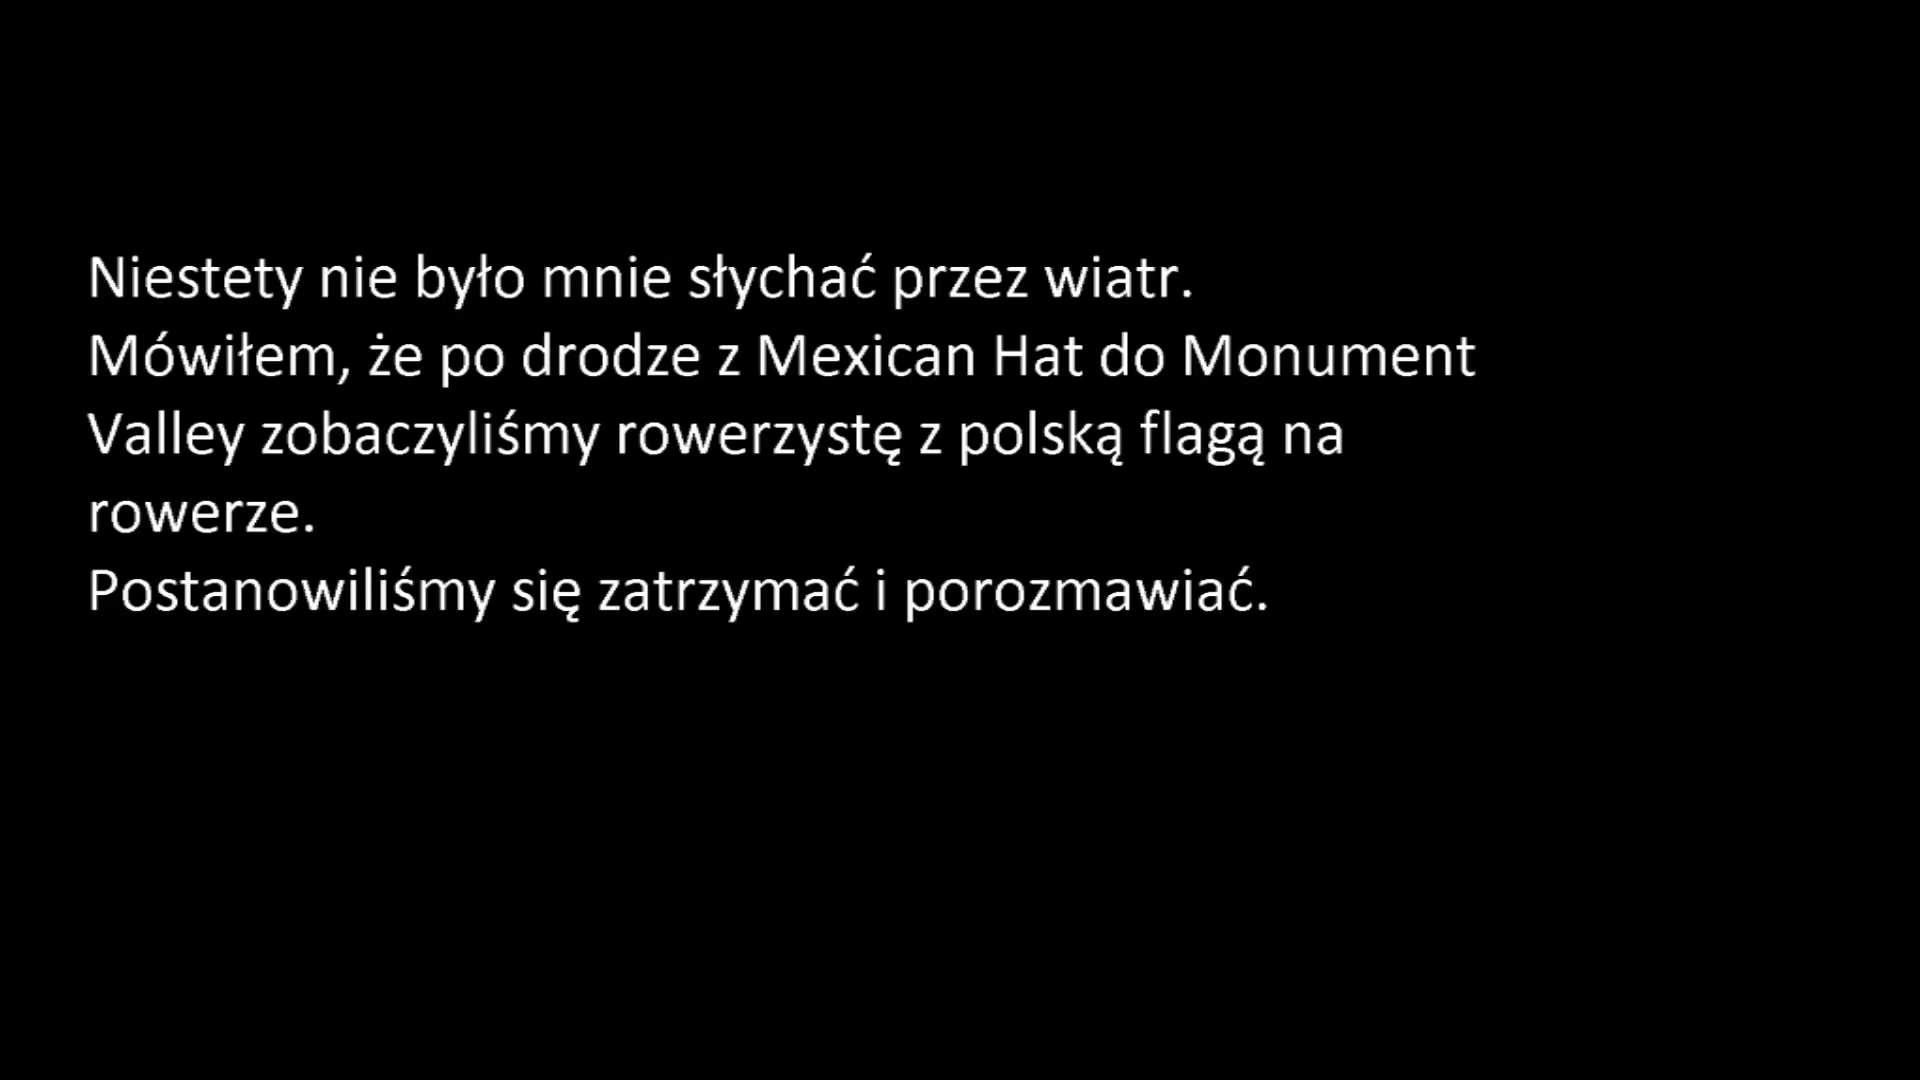 Niestety nie było mnie słychać przez wiatr.
Mówiłem, że po drodze z Mexican Hat do Monument
Valley zobaczyliśmy rowerzystę z polską flagą na
rowerze.
Postanowiliśmy się zatrzymać i porozmawiać.